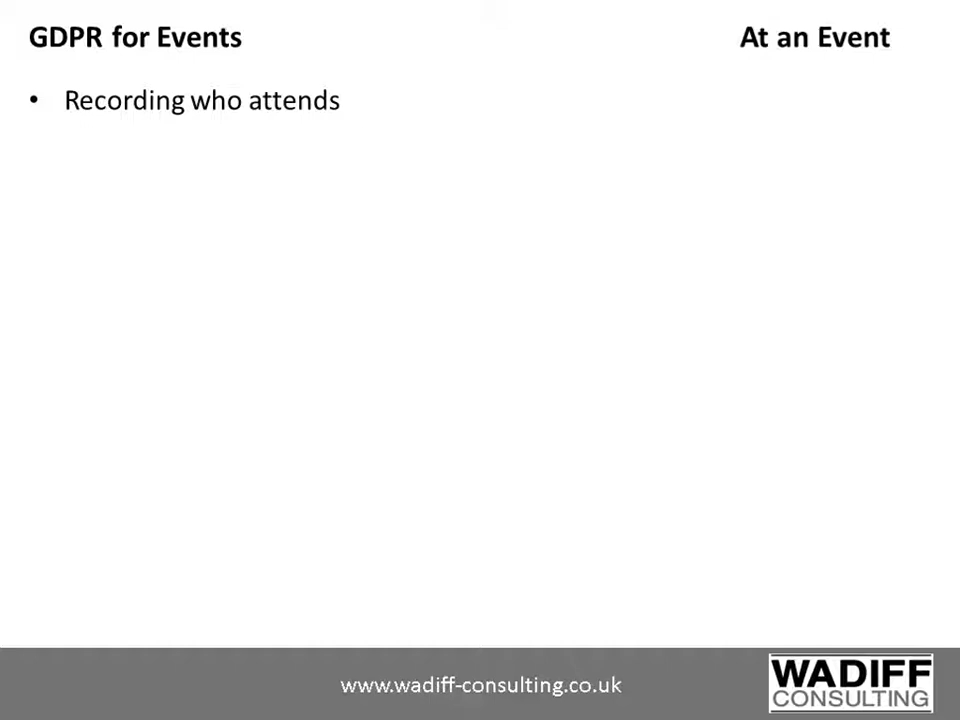 GDPR for Events
At an Event
• Recording who attends
www.wadiff-consulting.co.uk
WADIFF
CONSULTING